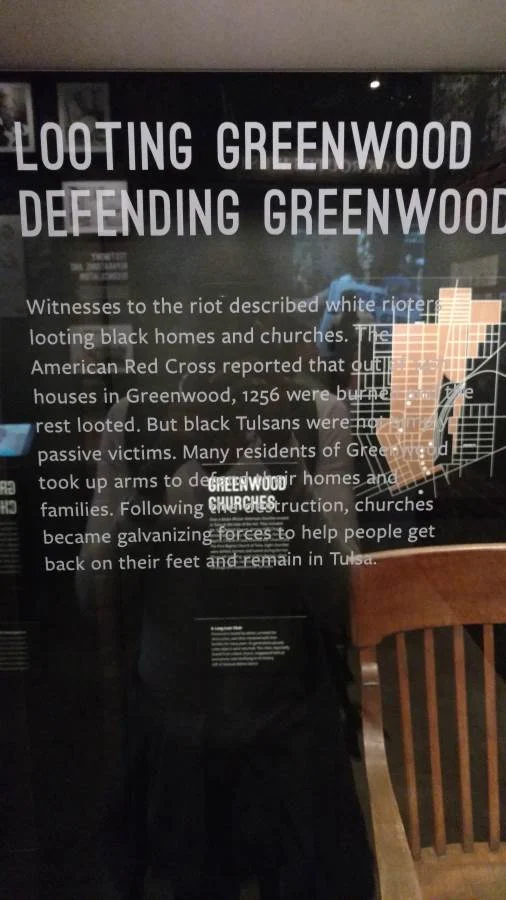 LOOTING GREENWOOD
DEFENDING GREENWOOD
Witnesses to the riot described white rioters
looting black homes and churches. The
American Red Cross reported that out of
houses in Greenwood, 1256 were burned and the
rest looted. But black Tulsans were not simply
passive victims. Many residents of Greenwood
took up arms to defend their homes and
families. Following the destruction, churches
became galvanizing forces to help people get
back on their feet and remain in Tulsa.
GREENWOOD
CHURCHES